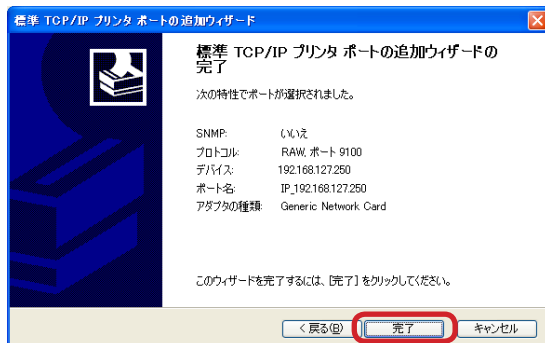 標準 TCP/IP プリンタ ポートの追加ウィザード
標準 TCP/IP プリンタ ポートの追加ウィザードの
完了
次の特性でポートが選択されました。
SNMP: いいえ
プロトコル: RAW, ポート 9100
デバイス: 192.168.127.250
ポート名: IP_192.168.127.250
アダプタの種類: Generic Network Card
このウィザードを完了するには、[完了] をクリックしてください。
< 戻る(B) 完了 キャンセル